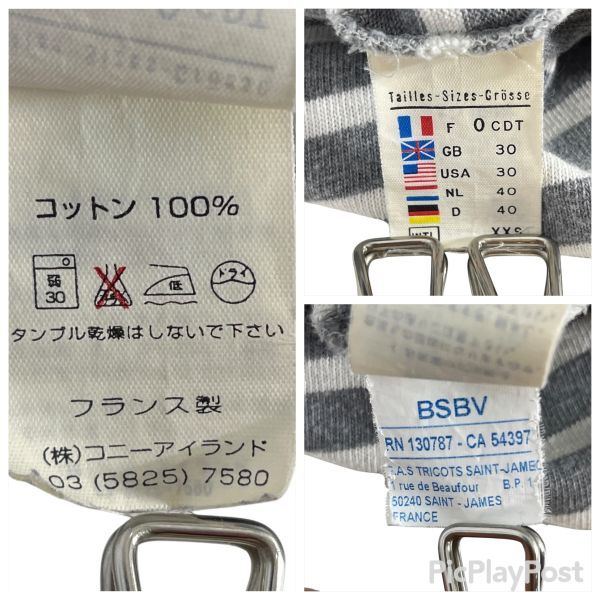 コットン 100%
弱
30
低
ドライ
タンブル乾燥はしないで下さい
フランス製
(株)コニーアイランド
03 (5825) 7580
Tailles-Sizes-Grösse
F 0 CDT
GB 30
USA 30
NL 40
D 40
INTL XXS
BSBV
RN 130787 - CA 54397
S.A.S TRICOTS SAINT-JAMES
1 rue de Beaufour B.P. 1
50240 SAINT - JAMES
FRANCE
PicPlayPost